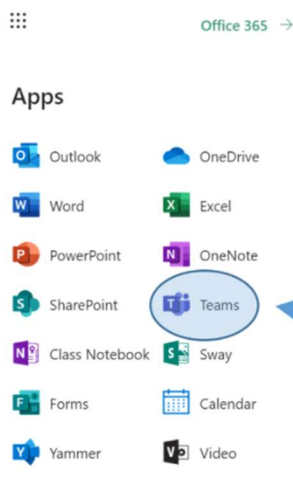 Office 365 →
Apps
Outlook OneDrive
Word Excel
PowerPoint OneNote
SharePoint Teams
Class Notebook Sway
Forms Calendar
Yammer Video